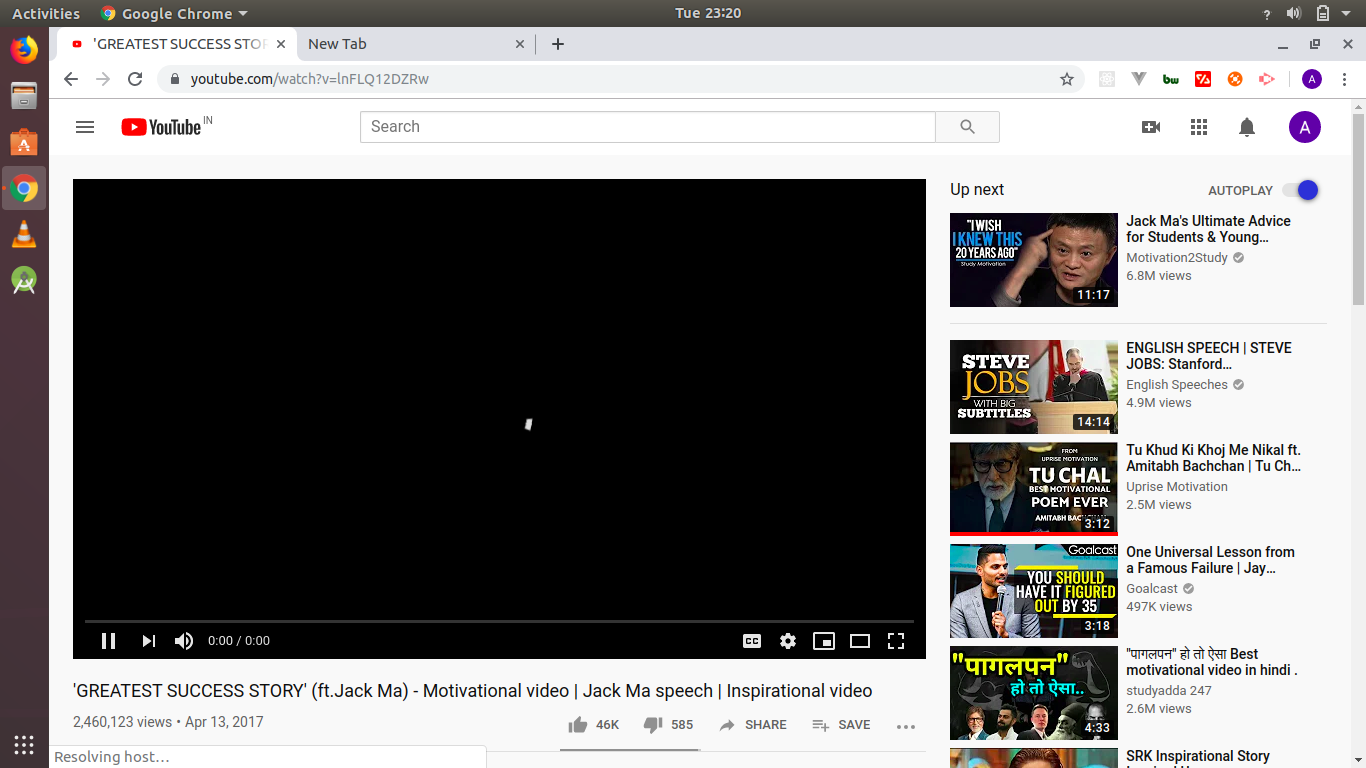 Activities Google Chrome Tue 23:20
'GREATEST SUCCESS STOR New Tab
youtube.com/watch?v=lnFLQ12DZRw
YouTube IN Search A
Up next AUTOPLAY
"I WISH
I KNEW THIS
20 YEARS AGO"
Study Motivation
11:17
Jack Ma's Ultimate Advice
for Students & Young…
Motivation2Study
6.8M views
STEVE
JOBS
WITH BIG
SUBTITLES
14:14
ENGLISH SPEECH | STEVE
JOBS: Stanford…
English Speeches
4.9M views
FROM
UPRISE MOTIVATION
TU CHAL
BEST MOTIVATIONAL
POEM EVER
3:12
Tu Khud Ki Khoj Me Nikal ft.
Amitabh Bachchan | Tu Ch…
Uprise Motivation
2.5M views
Goalcast
YOU SHOULD
HAVE IT FIGURED
OUT BY 35
3:18
One Universal Lesson from
a Famous Failure | Jay…
Goalcast
497K views
"पागलपन"
हो तो ऐसा..
4:33
"पागलपन" हो तो ऐसा Best
motivational video in hindi .
studyadda 247
2.6M views
SRK Inspirational Story
0:00 / 0:00 CC
'GREATEST SUCCESS STORY' (ft.Jack Ma) - Motivational video | Jack Ma speech | Inspirational video
2,460,123 views • Apr 13, 2017 46K 585 SHARE SAVE
Resolving host…